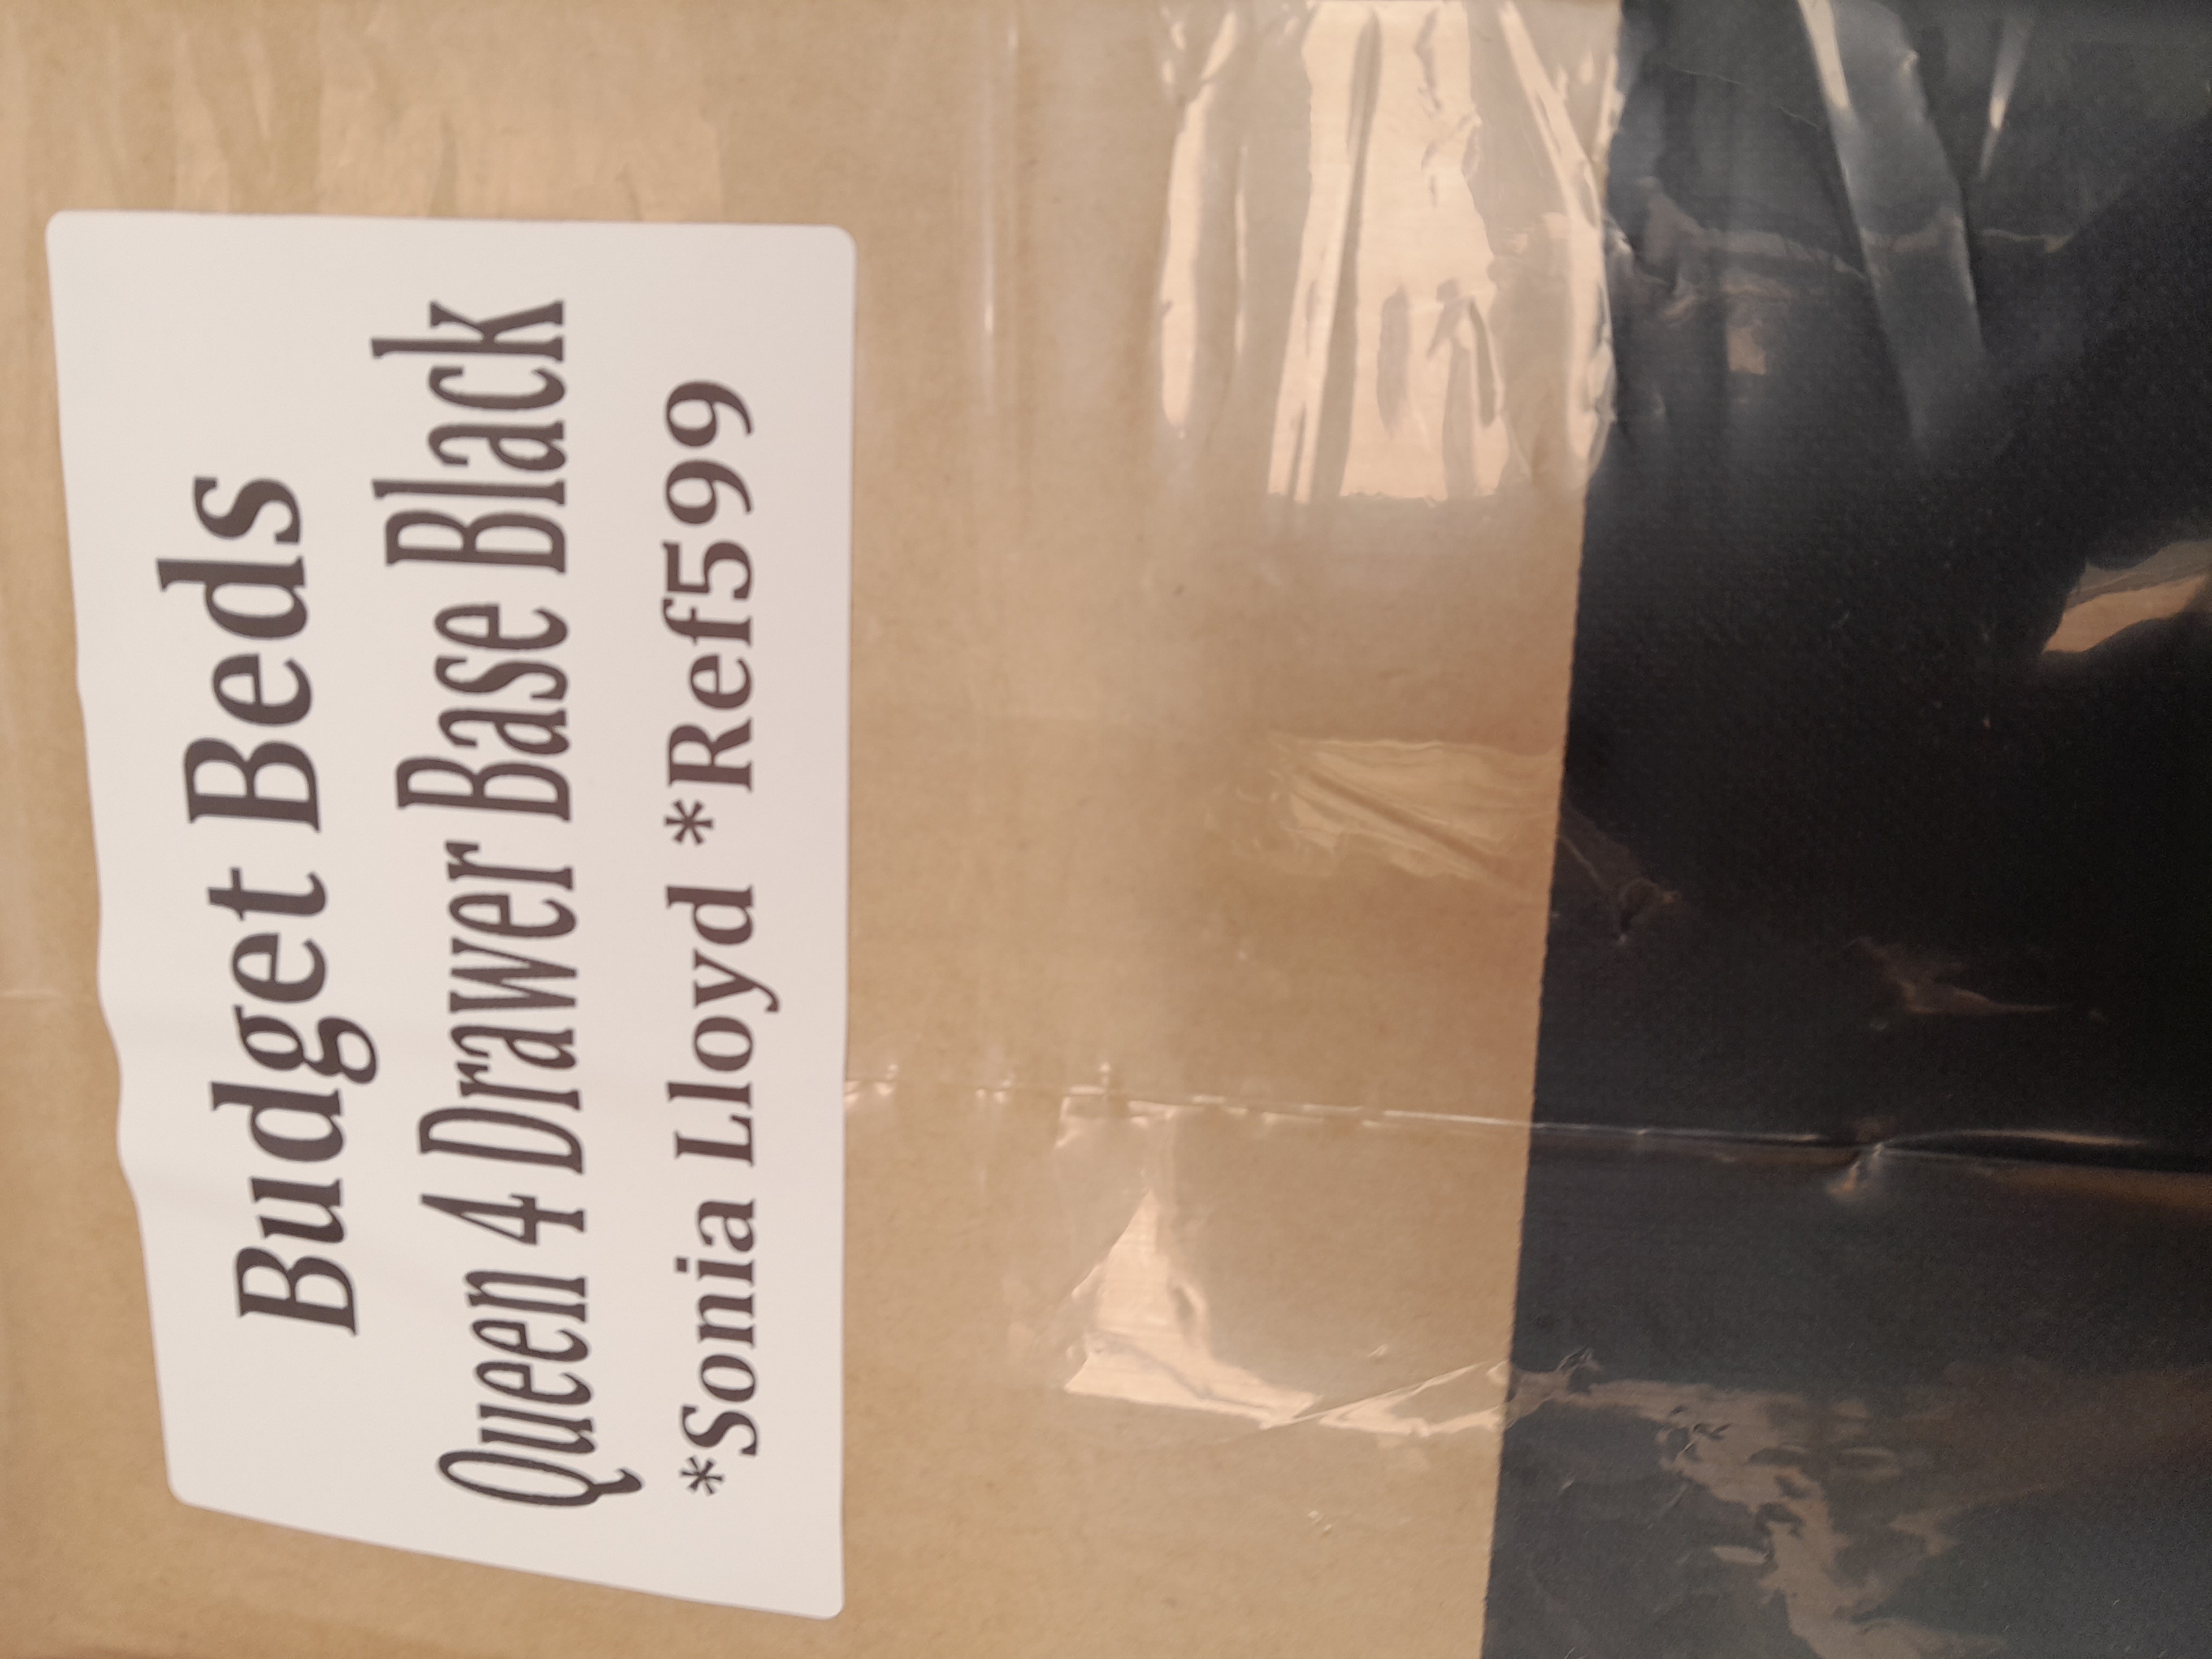 Budget Beds
Queen 4 Drawer Base Black
*Sonia Lloyd *Ref599